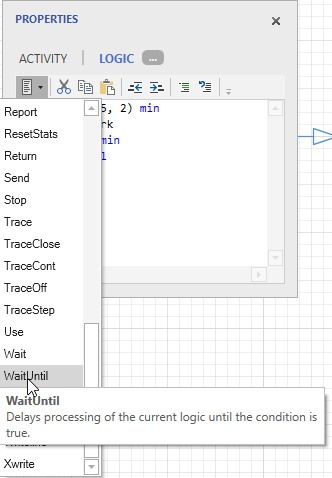 PROPERTIES
ACTIVITY LOGIC ...
5, 2) min
rk
min
1
Report
ResetStats
Return
Send
Stop
Trace
TraceClose
TraceCont
TraceOff
TraceStep
Use
Wait
WaitUntil
WaitUntil
Delays processing of the current logic until the condition is
true.
Xwrite